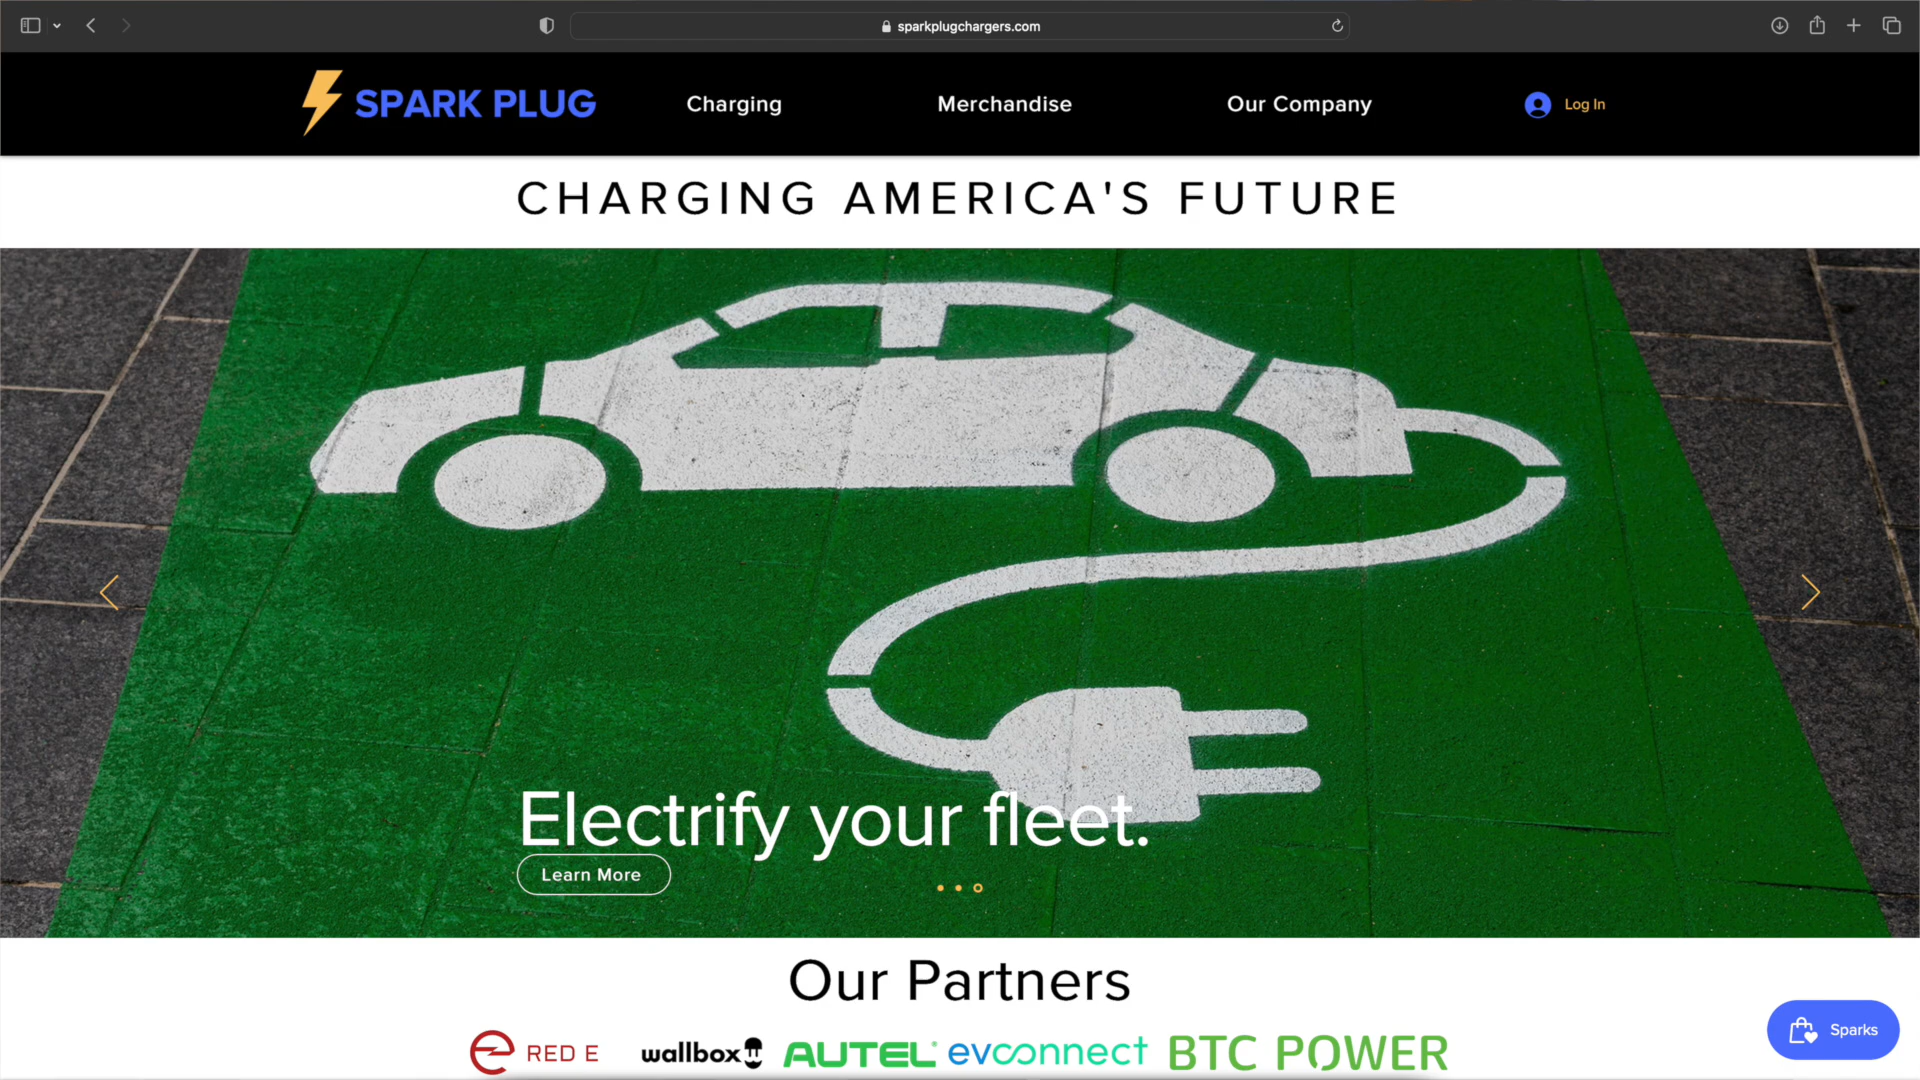 sparkplugchargers.com
SPARK PLUG
Charging
Merchandise
Our Company
Log In
CHARGING AMERICA'S FUTURE
Electrify your fleet.
Learn More
Our Partners
RED E
wallbox
AUTEL
evconnect
BTC POWER
Sparks